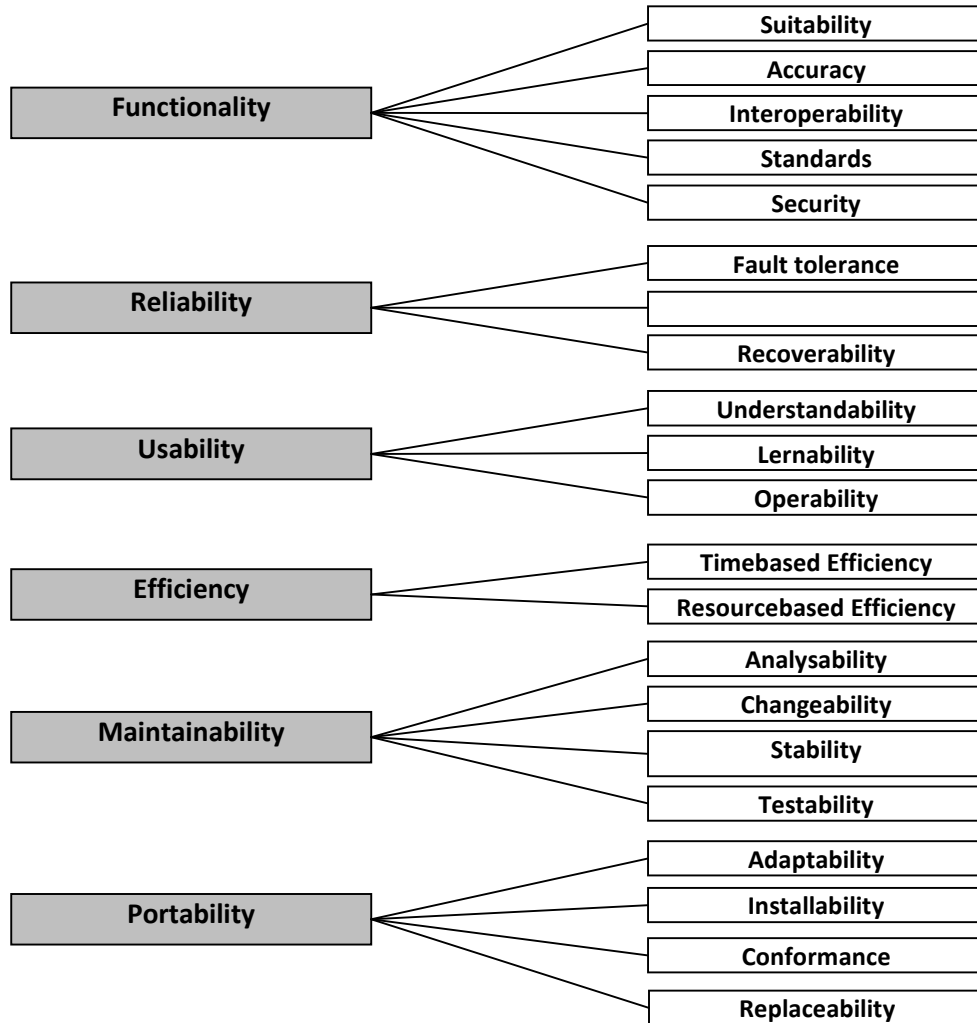 Functionality
Suitability
Accuracy
Interoperability
Standards
Security
Reliability
Fault tolerance
Recoverability
Usability
Understandability
Lernability
Operability
Efficiency
Timebased Efficiency
Resourcebased Efficiency
Maintainability
Analysability
Changeability
Stability
Testability
Portability
Adaptability
Installability
Conformance
Replaceability